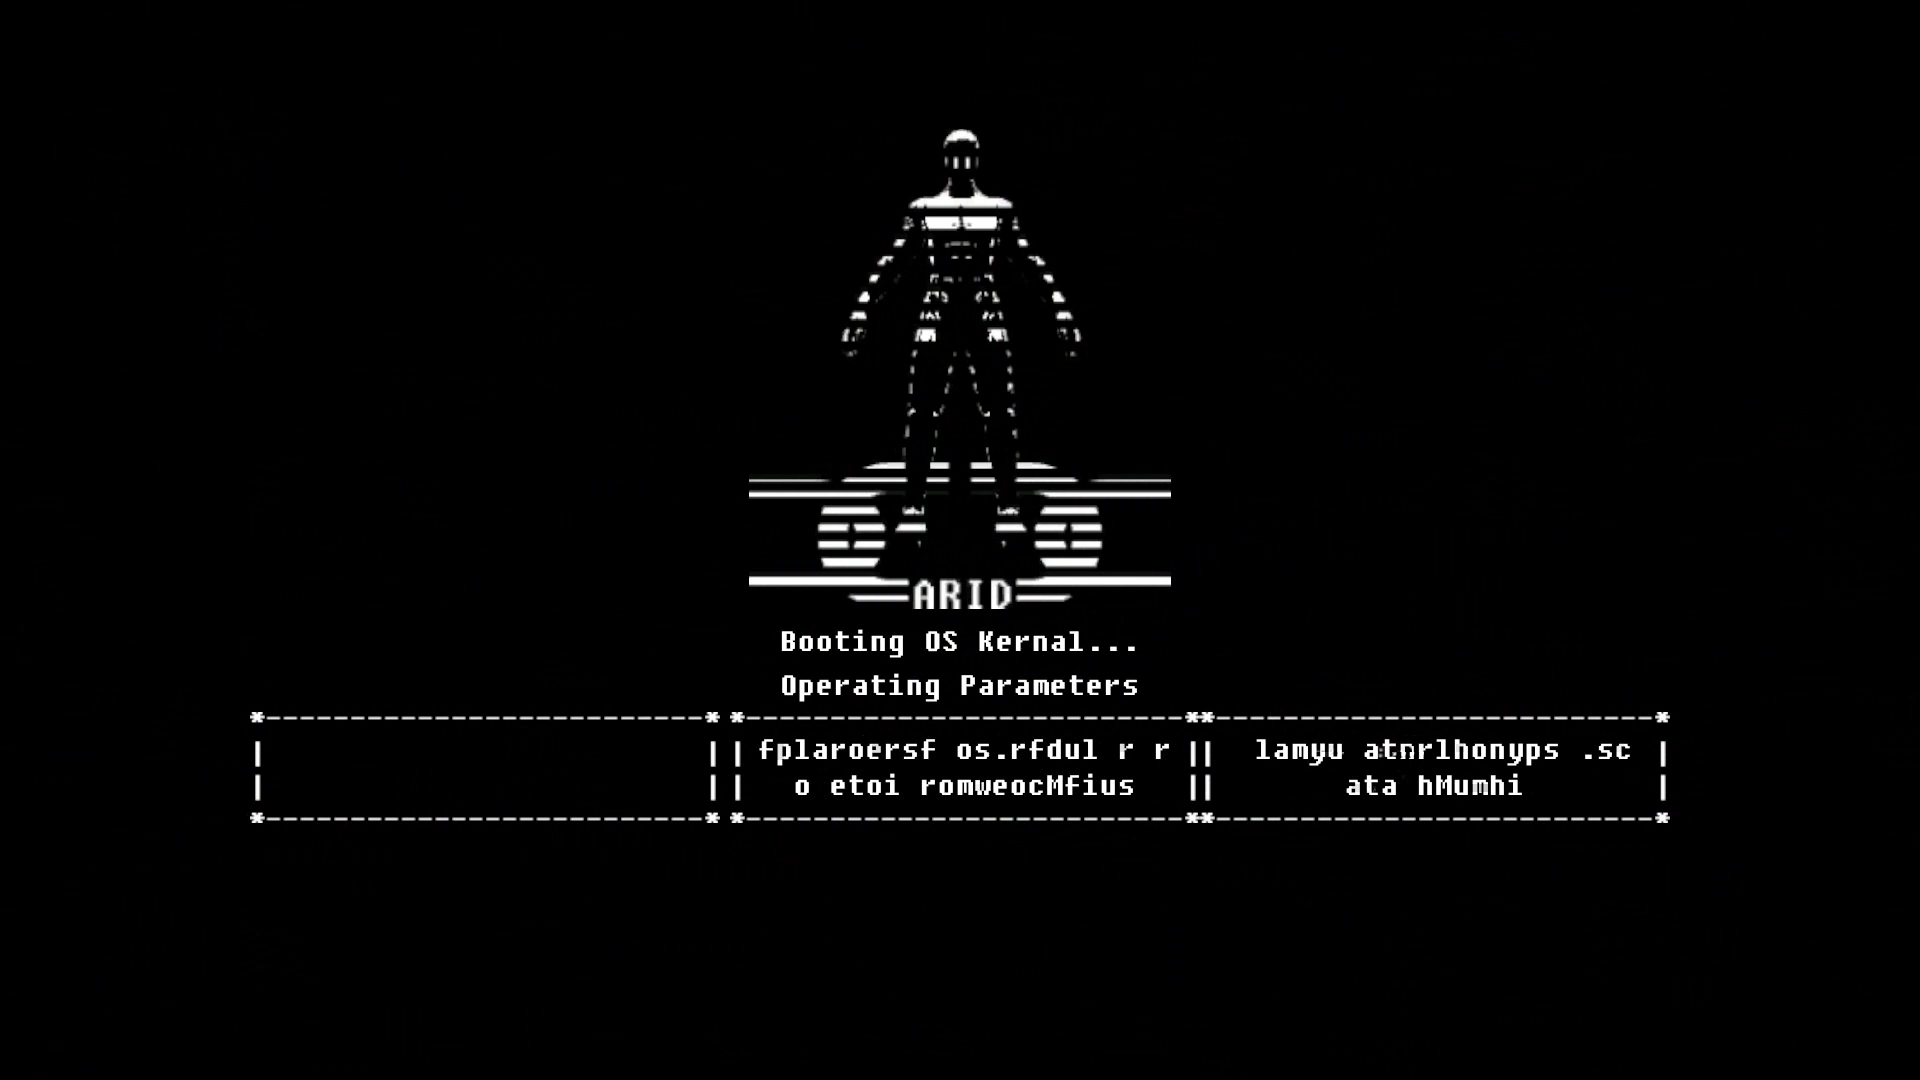 ARID
Booting OS Kernal...
Operating Parameters
fplaroersf os.rfdul r r
o etoi romweocMfius
lamyu atnrlhonyps .sc
ata hMumhi